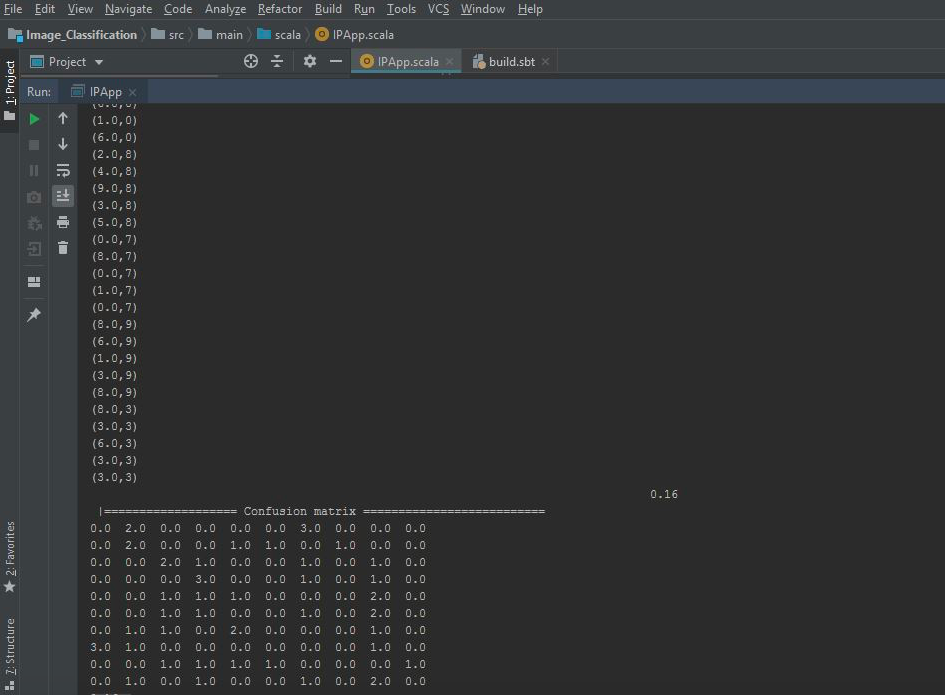 File Edit View Navigate Code Analyze Refactor Build Run Tools VCS Window Help
Image_Classification src main scala IPApp.scala
1: Project
Project IPApp.scala build.sbt
Run: IPApp
(1.0,0)
(6.0,0)
(2.0,8)
(4.0,8)
(9.0,8)
(3.0,8)
(5.0,8)
(0.0,7)
(8.0,7)
(0.0,7)
(1.0,7)
(0.0,7)
(8.0,9)
(6.0,9)
(1.0,9)
(3.0,9)
(8.0,9)
(8.0,3)
(3.0,3)
(6.0,3)
(3.0,3)
(3.0,3)
0.16
|=================== Confusion matrix ==========================
0.0 2.0 0.0 0.0 0.0 0.0 3.0 0.0 0.0 0.0
0.0 2.0 0.0 0.0 1.0 1.0 0.0 1.0 0.0 0.0
0.0 0.0 2.0 1.0 0.0 0.0 1.0 0.0 1.0 0.0
0.0 0.0 0.0 3.0 0.0 0.0 1.0 0.0 1.0 0.0
0.0 0.0 1.0 1.0 1.0 0.0 0.0 0.0 2.0 0.0
0.0 0.0 1.0 1.0 0.0 0.0 1.0 0.0 2.0 0.0
0.0 1.0 1.0 0.0 2.0 0.0 0.0 0.0 1.0 0.0
3.0 1.0 0.0 0.0 0.0 0.0 0.0 0.0 1.0 0.0
0.0 0.0 1.0 1.0 1.0 1.0 0.0 0.0 0.0 1.0
0.0 1.0 0.0 1.0 0.0 0.0 1.0 0.0 2.0 0.0
2: Favorites
7: Structure